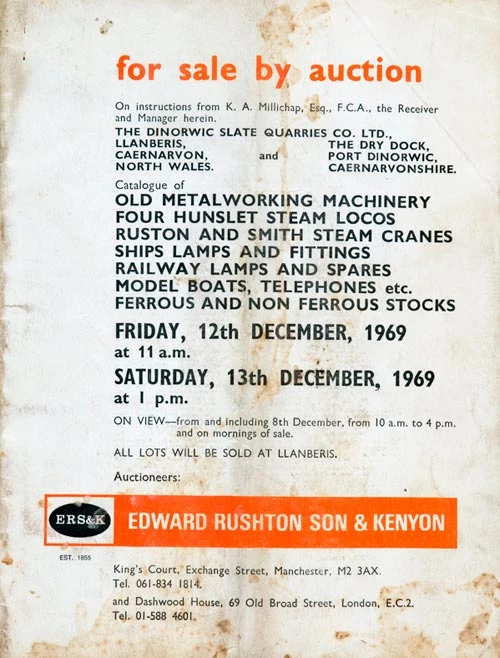 for sale by auction
On instructions from K. A. Millichap, Esq., F.C.A., the Receiver
and Manager herein.
THE DINORWIC SLATE QUARRIES CO. LTD.,
LLANBERIS, THE DRY DOCK,
CAERNARVON, and PORT DINORWIC,
NORTH WALES. CAERNARVONSHIRE.
Catalogue of
OLD METALWORKING MACHINERY
FOUR HUNSLET STEAM LOCOS
RUSTON AND SMITH STEAM CRANES
SHIPS LAMPS AND FITTINGS
RAILWAY LAMPS AND SPARES
MODEL BOATS, TELEPHONES etc.
FERROUS AND NON FERROUS STOCKS
FRIDAY, 12th DECEMBER, 1969
at 11 a.m.
SATURDAY, 13th DECEMBER, 1969
at 1 p.m.
ON VIEW—from and including 8th December, from 10 a.m. to 4 p.m.
and on mornings of sale.
ALL LOTS WILL BE SOLD AT LLANBERIS.
Auctioneers:
ERS&K EDWARD RUSHTON SON & KENYON
EST. 1855
King's Court, Exchange Street, Manchester, M2 3AX.
Tel. 061-834 1814,
and Dashwood House, 69 Old Broad Street, London, E.C.2.
Tel. 01-588 4601.